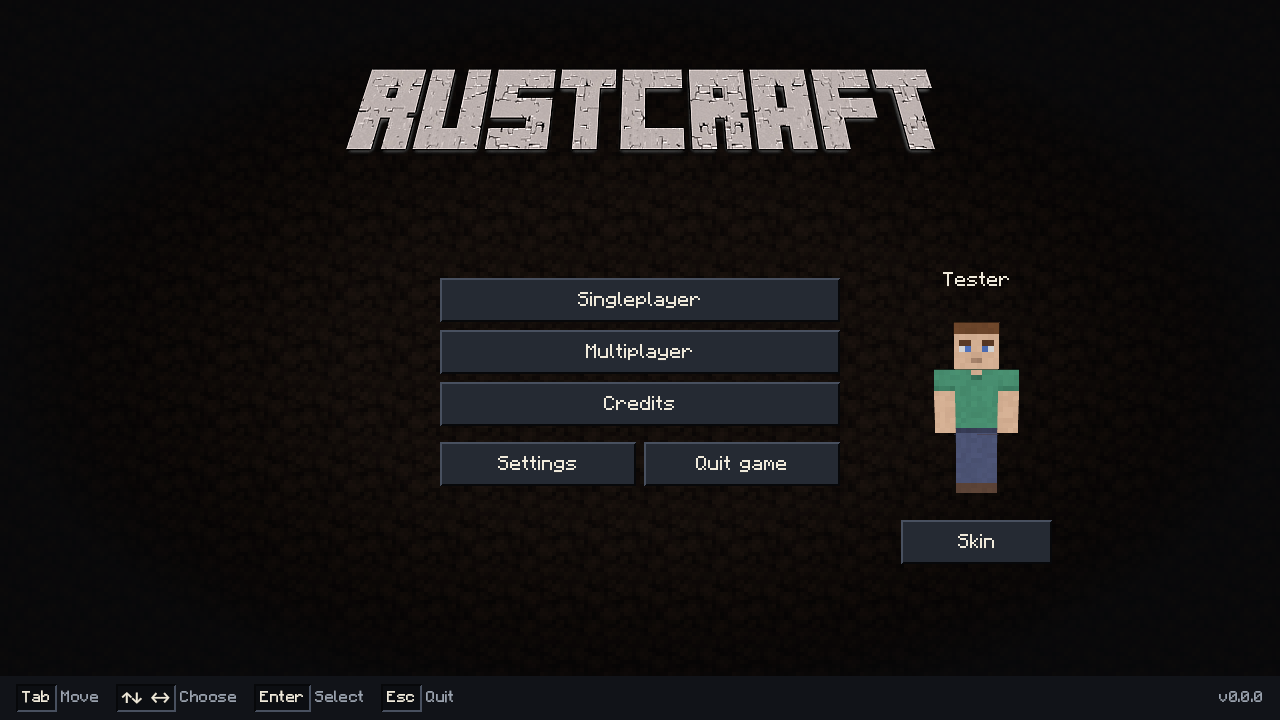 RUSTCRAFT
Tester
Singleplayer
Multiplayer
Credits
Settings Quit game
Skin
Tab Move ↑↓ ↔ Choose Enter Select Esc Quit v0.0.0